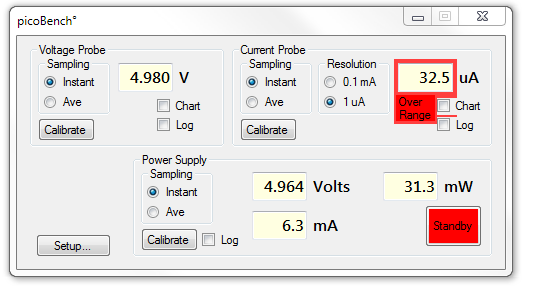 picoBench°
Voltage Probe
Sampling
Instant
Ave
4.980 V
Chart
Log
Calibrate
Current Probe
Sampling
Instant
Ave
Resolution
0.1 mA
1 uA
32.5 uA
Over
Range
Chart
Log
Calibrate
Power Supply
Sampling
Instant
Ave
4.964 Volts
31.3 mW
6.3 mA
Standby
Calibrate
Log
Setup...